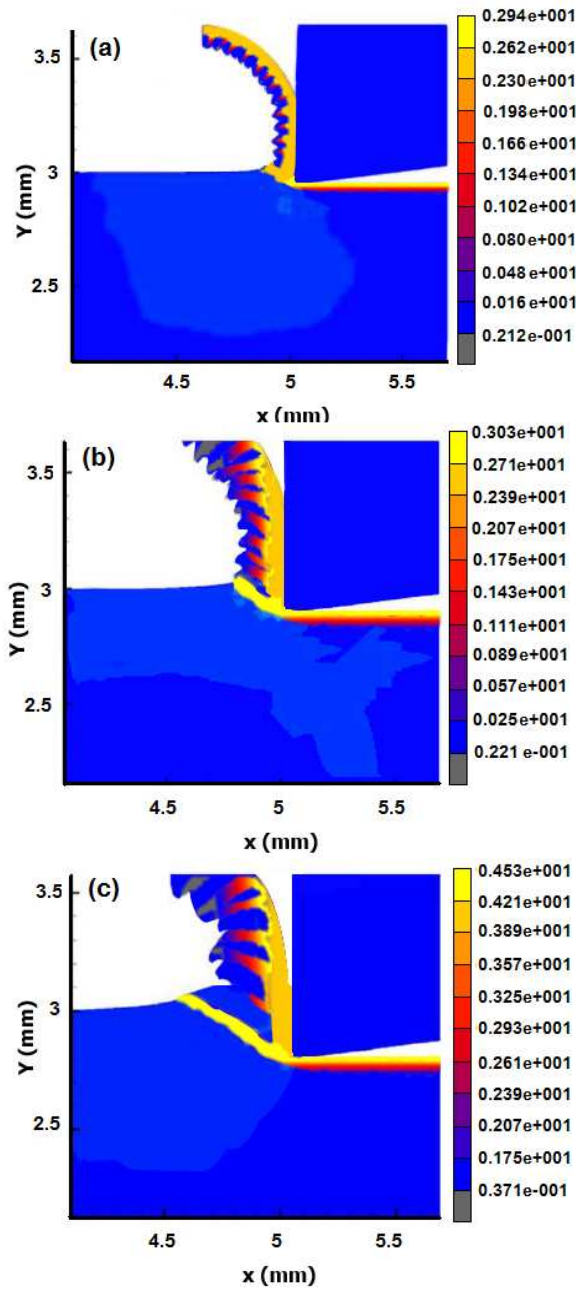 (a)
3.5
3
2.5
Y (mm)
4.5 5 5.5
x (mm)
0.294e+001
0.262e+001
0.230e+001
0.198e+001
0.166e+001
0.134e+001
0.102e+001
0.080e+001
0.048e+001
0.016e+001
0.212e-001
(b)
3.5
3
2.5
Y (mm)
4.5 5 5.5
x (mm)
0.303e+001
0.271e+001
0.239e+001
0.207e+001
0.175e+001
0.143e+001
0.111e+001
0.089e+001
0.057e+001
0.025e+001
0.221 e-001
(c)
3.5
3
2.5
Y (mm)
4.5 5 5.5
x (mm)
0.453e+001
0.421e+001
0.389e+001
0.357e+001
0.325e+001
0.293e+001
0.261e+001
0.239e+001
0.207e+001
0.175e+001
0.371e-001